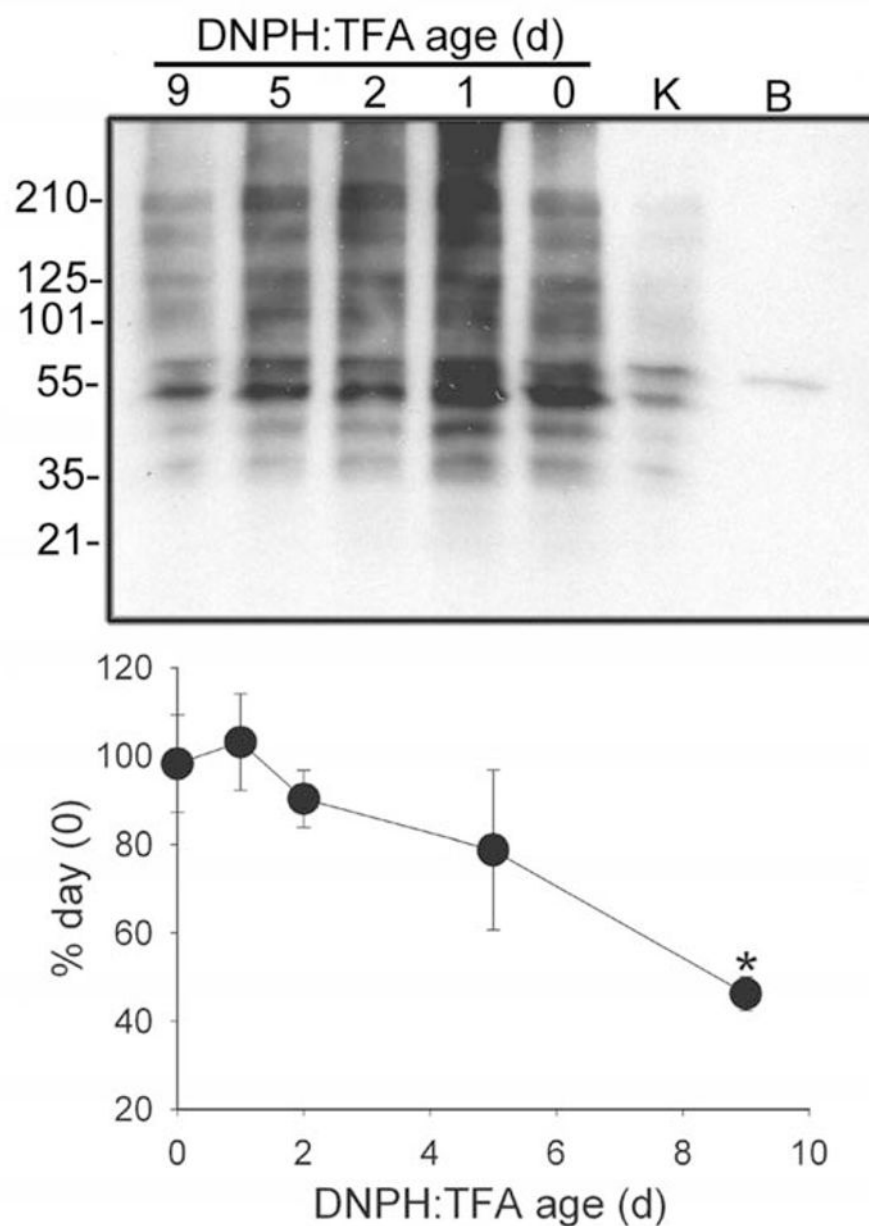 DNPH:TFA age (d)
9 5 2 1 0 K B
210-
125-
101-
55-
35-
21-
120
100
80
60
40
20
% day (0)
*
0 2 4 6 8 10
DNPH:TFA age (d)